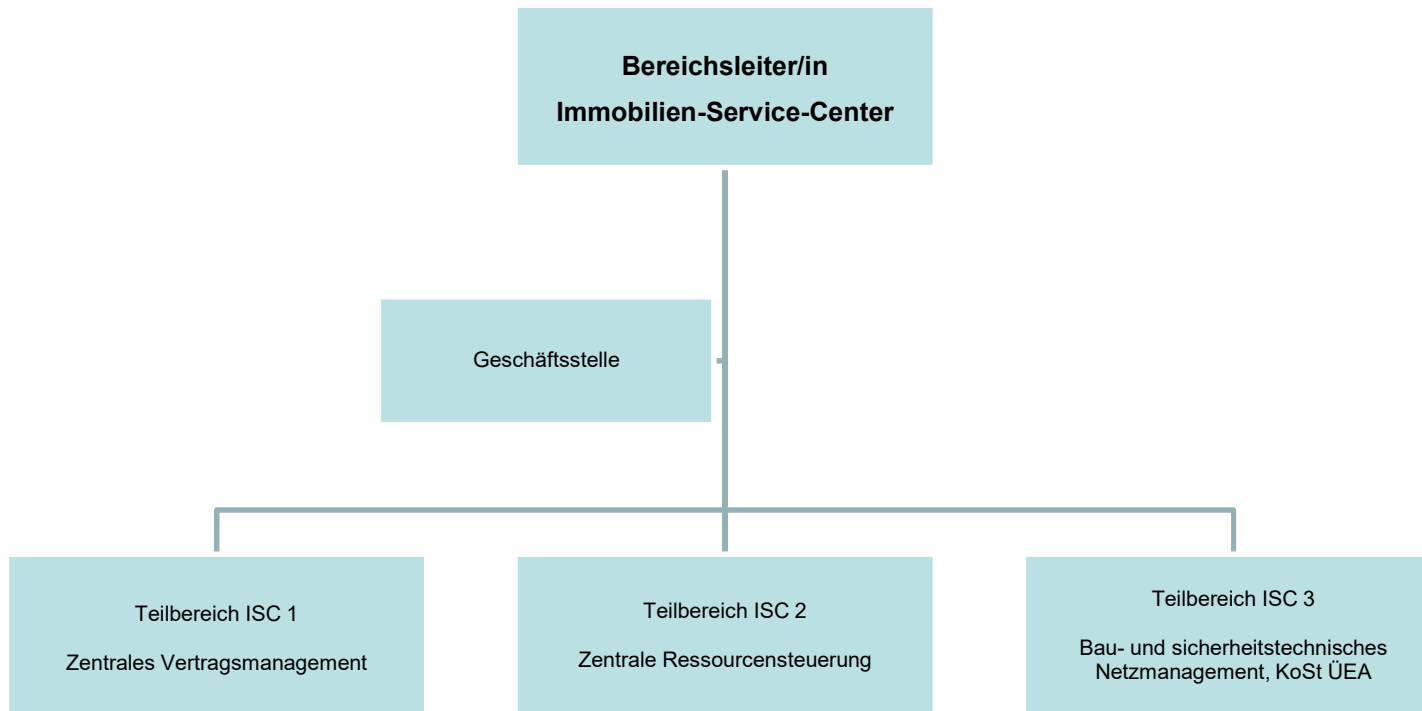 Bereichsleiter/in
Immobilien-Service-Center
Geschäftsstelle
Teilbereich ISC 1
Zentrales Vertragsmanagement
Teilbereich ISC 2
Zentrale Ressourcensteuerung
Teilbereich ISC 3
Bau- und sicherheitstechnisches
Netzmanagement, KoSt ÜEA